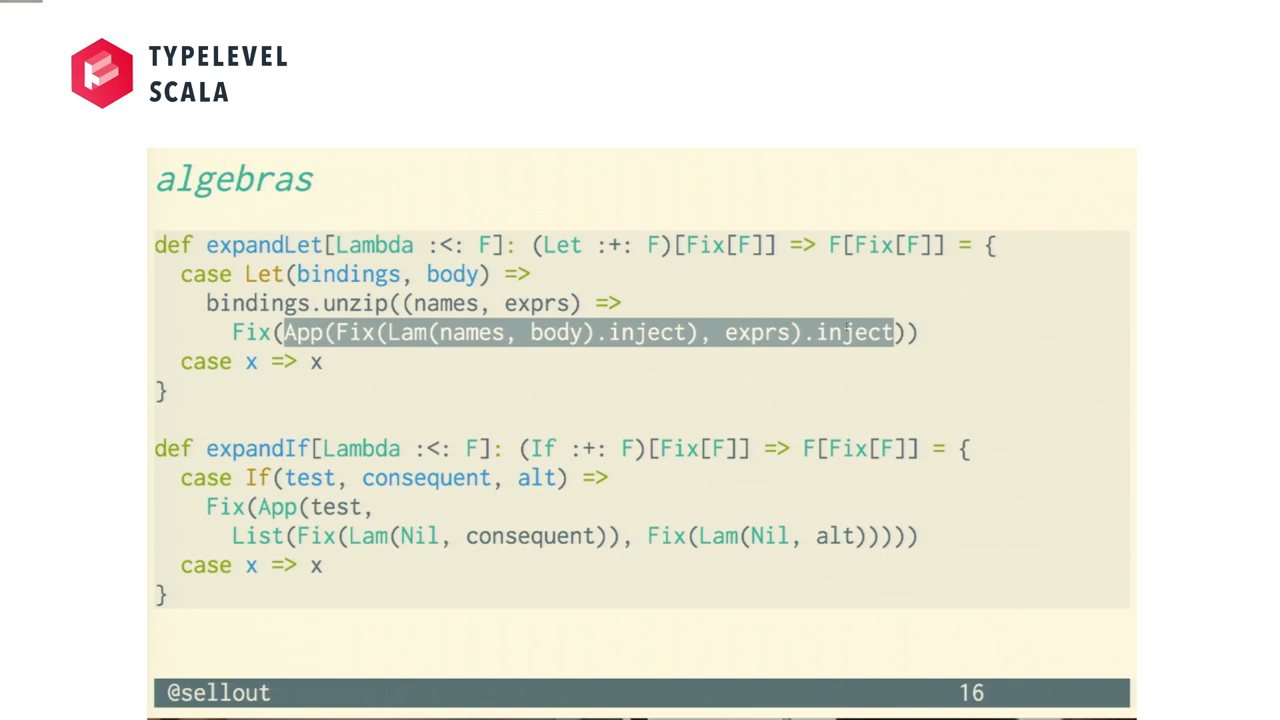 TYPELEVEL
SCALA
algebras
def expandLet[Lambda :<: F]: (Let :+: F)[Fix[F]] => F[Fix[F]] = {
  case Let(bindings, body) =>
    bindings.unzip((names, exprs) =>
      Fix(App(Fix(Lam(names, body).inject), exprs).inject))
  case x => x
}
def expandIf[Lambda :<: F]: (If :+: F)[Fix[F]] => F[Fix[F]] = {
  case If(test, consequent, alt) =>
    Fix(App(test,
      List(Fix(Lam(Nil, consequent)), Fix(Lam(Nil, alt)))))
  case x => x
}
@sellout 16